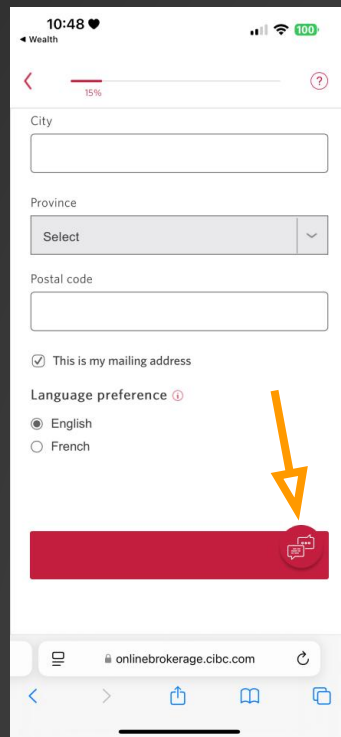 10:48
Wealth
100
15%
?
City
Province
Select
Postal code
This is my mailing address
Language preference
English
French
onlinebrokerage.cibc.com